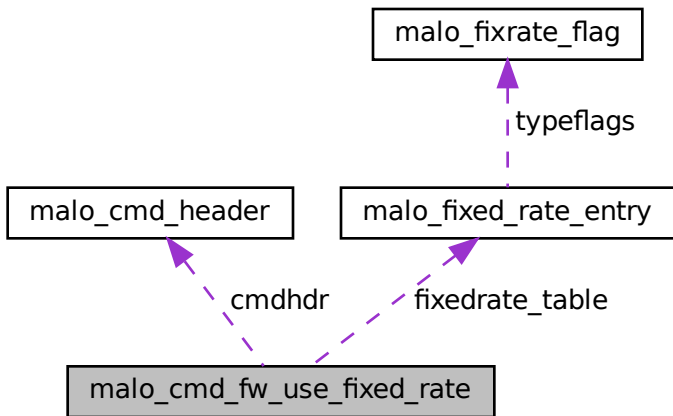 malo_fixrate_flag
typeflags
malo_cmd_header
malo_fixed_rate_entry
cmdhdr
fixedrate_table
malo_cmd_fw_use_fixed_rate